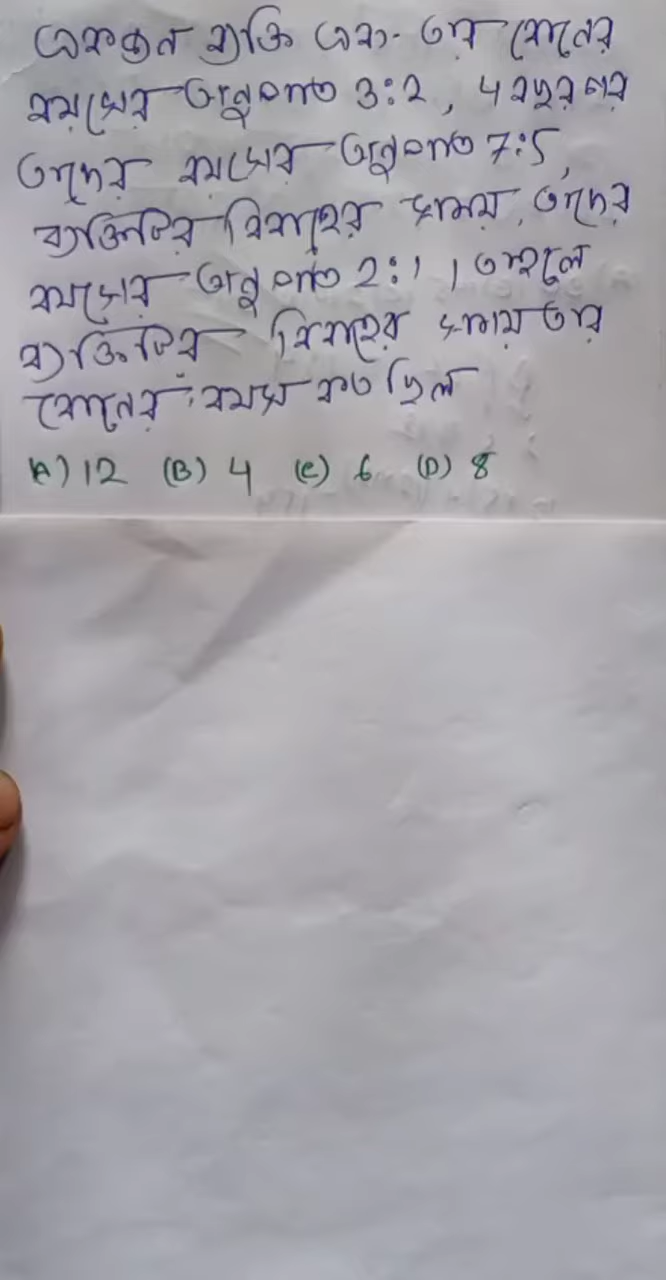 একজন ব্যক্তি এবং তার বোনের
বয়সের অনুপাত 3:2, 4 বছর পর
তাদের বয়সের অনুপাত 7:5,
ব্যক্তিটির বিবাহের সময়, তাদের
বয়সের অনুপাত 2:1। তাহলে
ব্যক্তিটির বিবাহের সময় তার
বোনের বয়স কত ছিল
A) 12 (B) 4 (C) 6 (D) 8